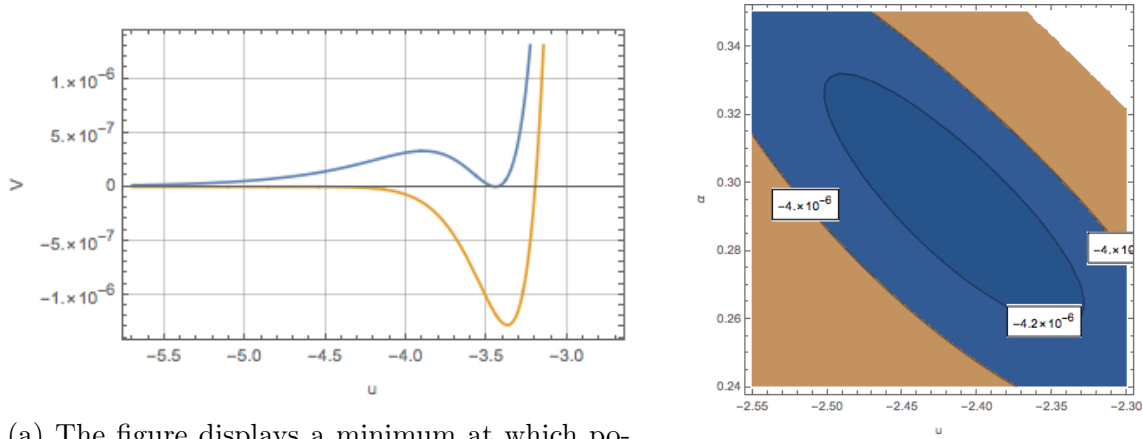 1.×10⁻⁶
5.×10⁻⁷
0
−5.×10⁻⁷
−1.×10⁻⁶
V
−5.5 −5.0 −4.5 −4.0 −3.5 −3.0
u
0.34
0.32
0.30
0.28
0.26
0.24
α
−4.×10⁻⁶
−4.×10
−4.2×10⁻⁶
−2.55 −2.50 −2.45 −2.40 −2.35 −2.30
u
(a) The figure displays a minimum at which po-